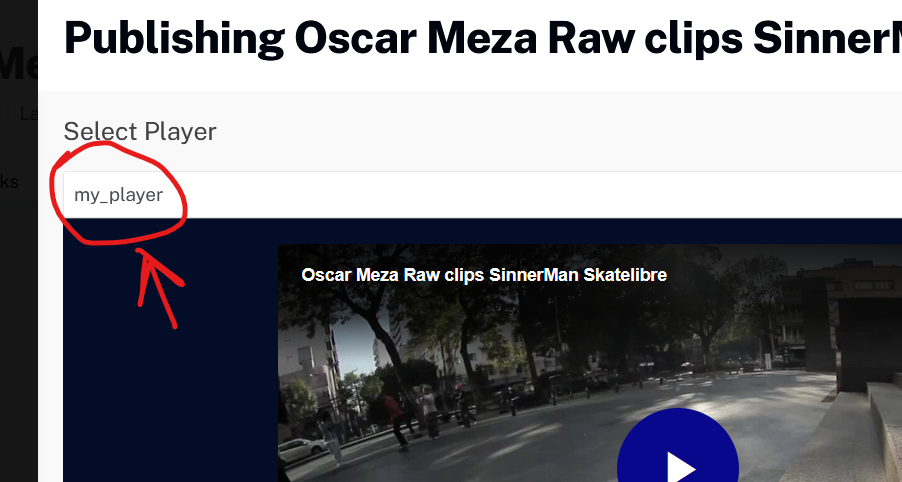 Publishing Oscar Meza Raw clips SinnerM
Me
La
Select Player
ks
my_player
Oscar Meza Raw clips SinnerMan Skatelibre